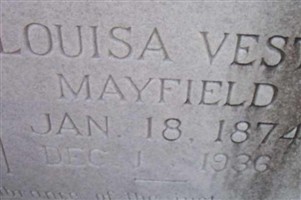 LOUISA VEST
MAYFIELD
JAN. 18. 1874
DEC 1 1936